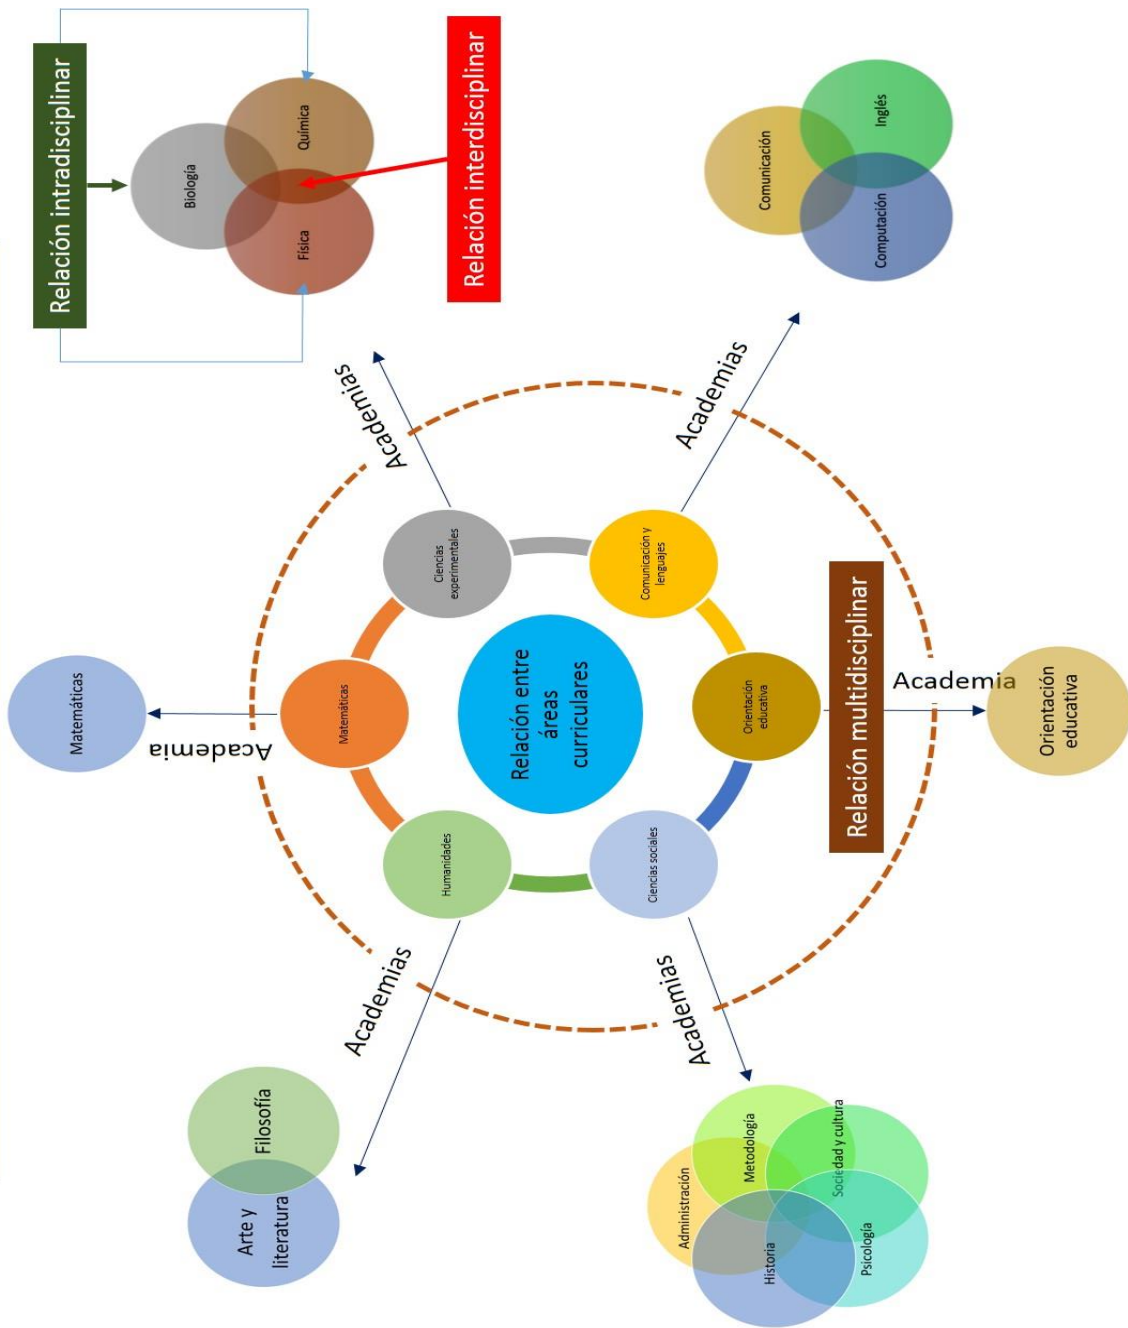 Relación intradisciplinar
Matemáticas
Biología
Academia
Arte y
literatura
Filosofía
Física
Química
Academias
Matemáticas
Academias
Humanidades
Ciencias
experimentales
Relación interdisciplinar
Relación entre
áreas
curriculares
Ciencias sociales
Comunicación y
lenguajes
Academias
Academias
Orientación
educativa
Administración
Metodología
Historia
Sociedad y cultura
Psicología
Comunicación
Computación
Inglés
Relación multidisciplinar
Academia
Orientación
educativa